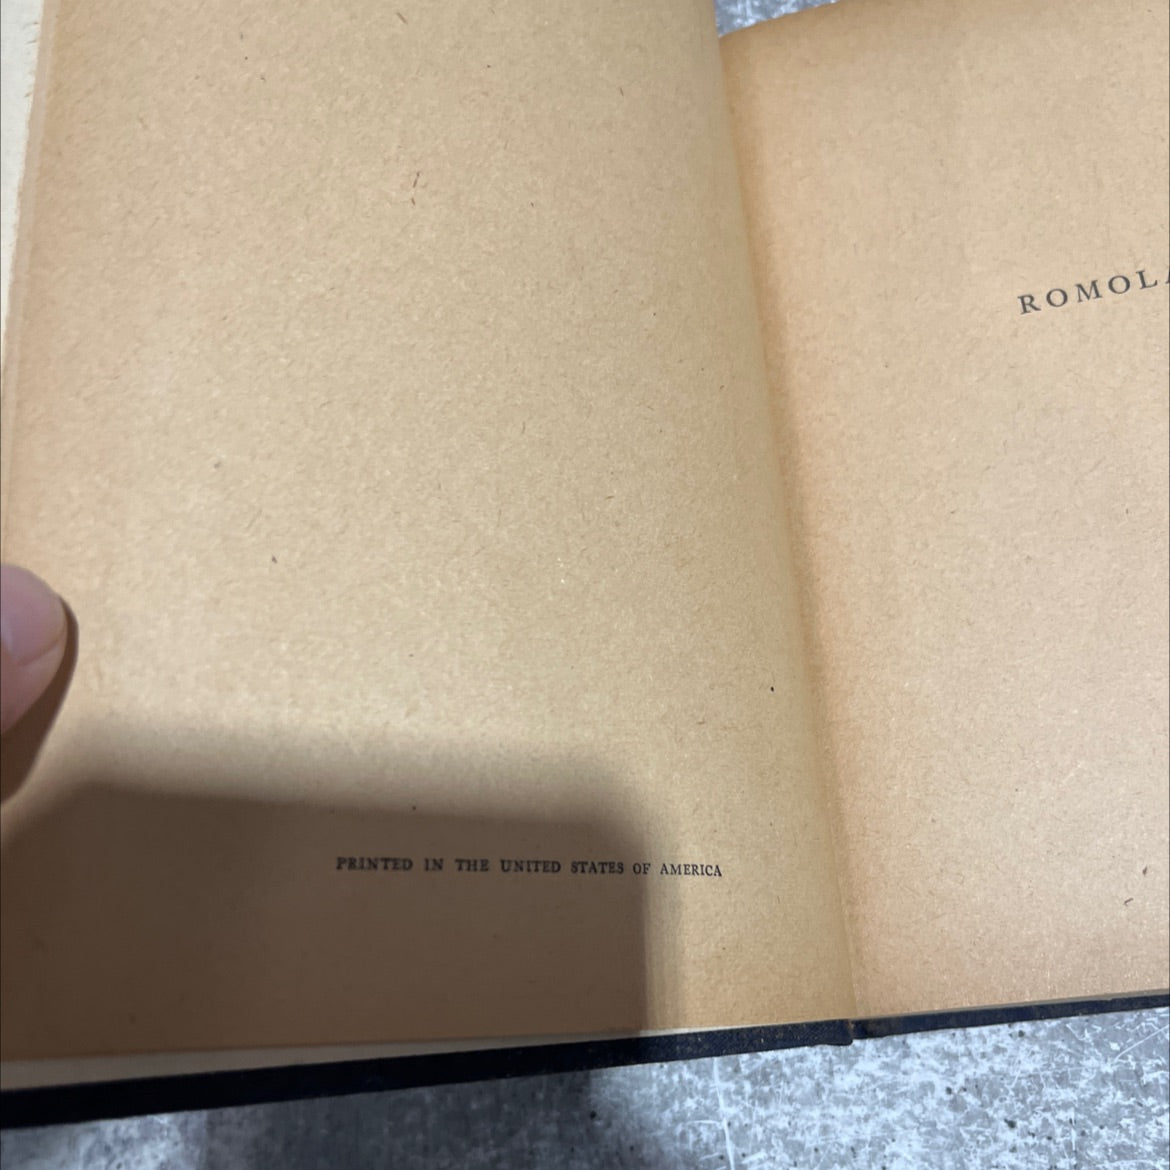 PRINTED IN THE UNITED STATES OF AMERICA
ROMOLA